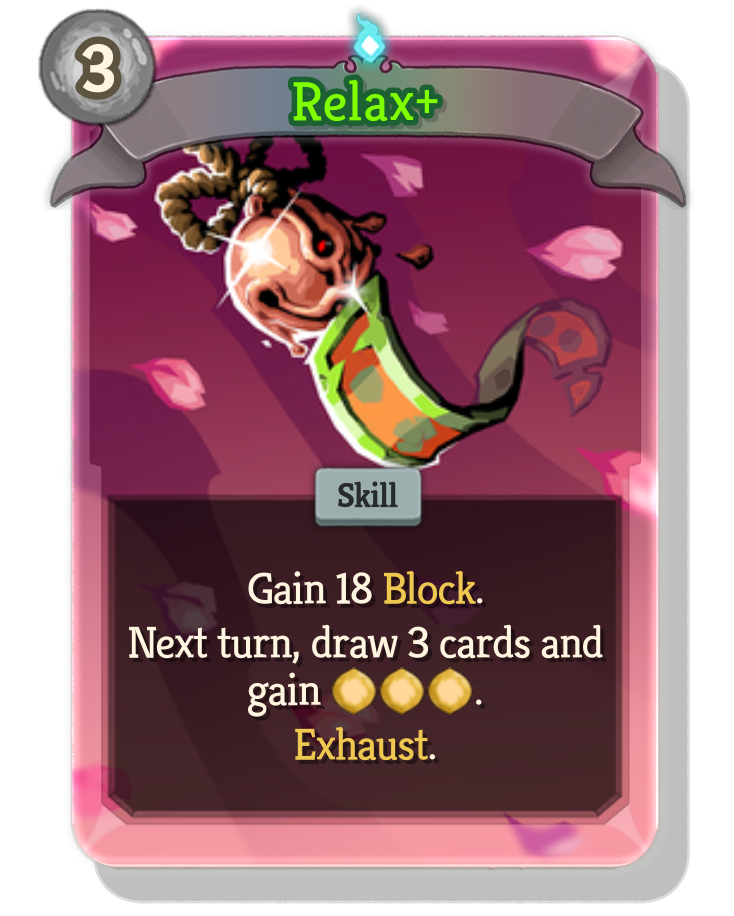 3
Relax+
Skill
Gain 18 Block.
Next turn, draw 3 cards and
gain .
Exhaust.